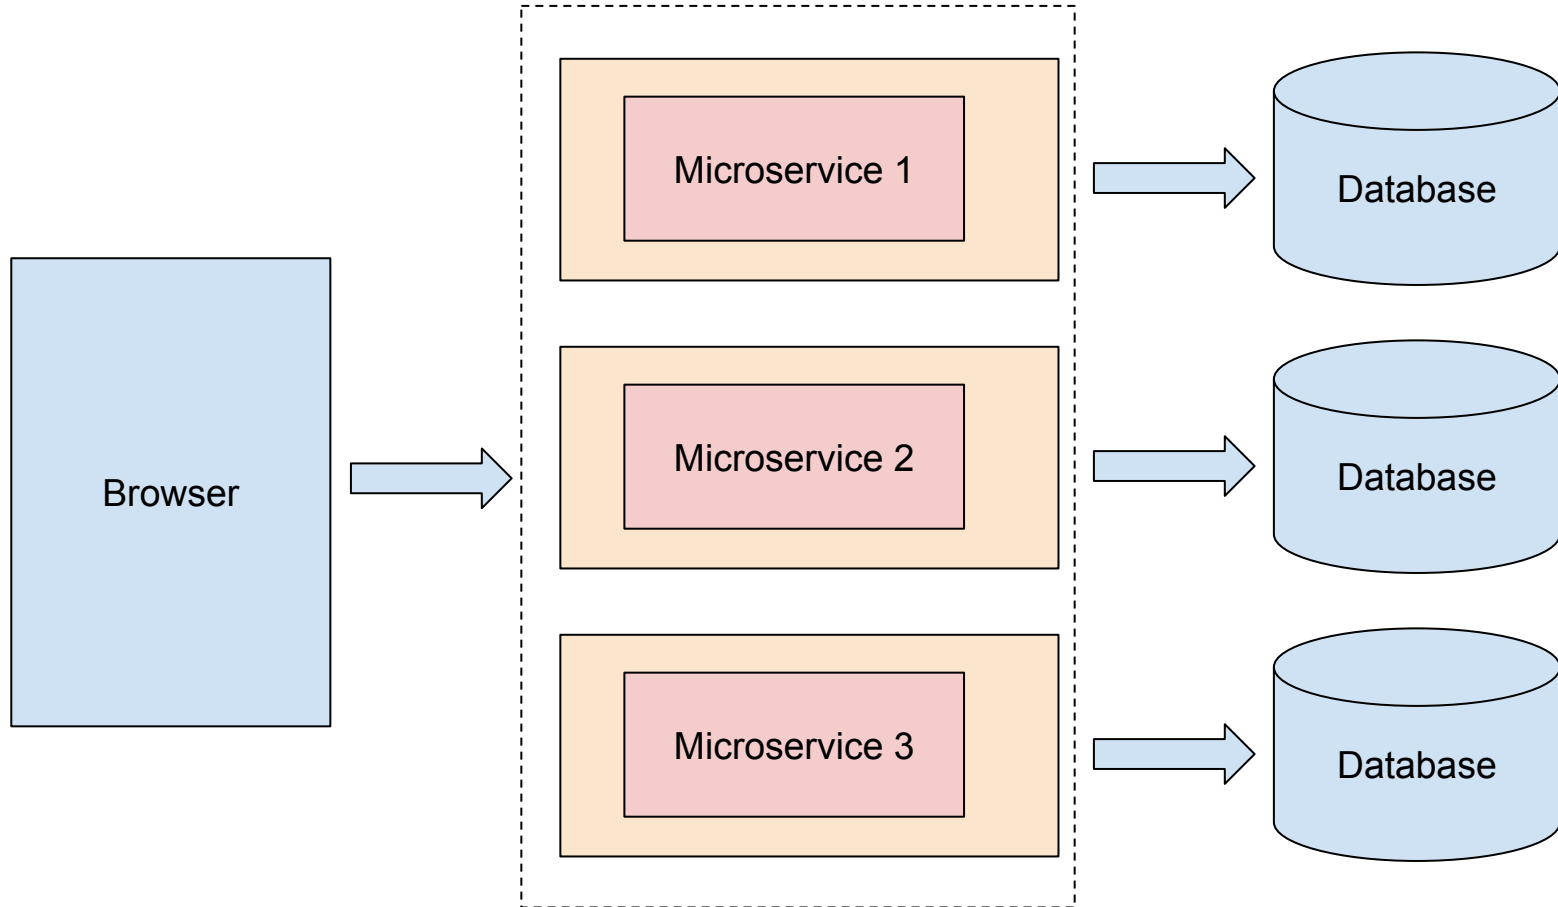 Microservice 1
Database
Browser
Microservice 2
Database
Microservice 3
Database